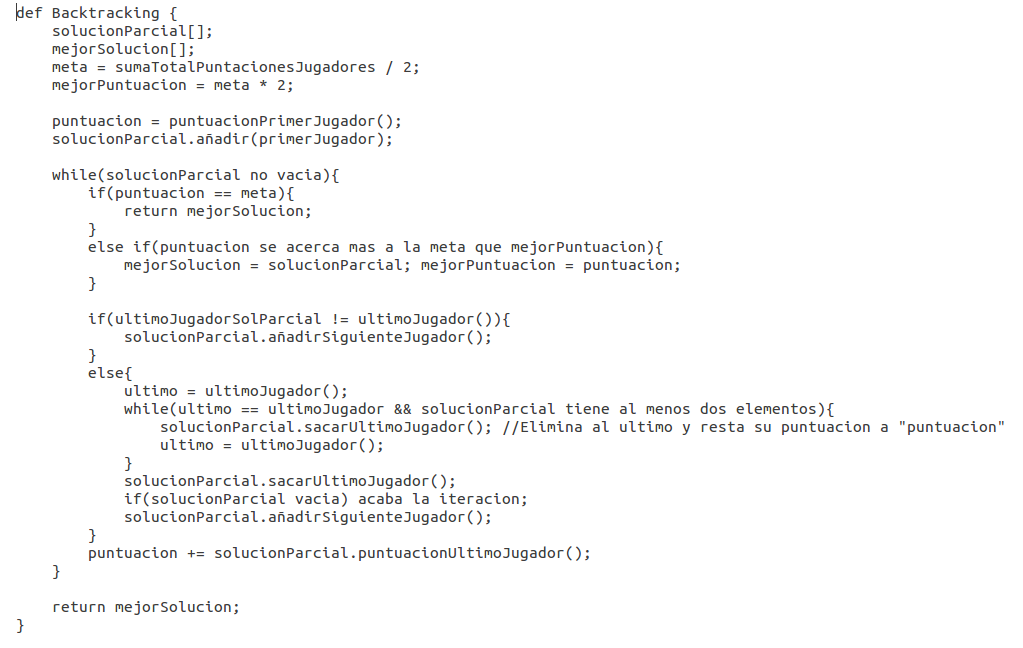 def Backtracking {
    solucionParcial[];
    mejorSolucion[];
    meta = sumaTotalPuntacionesJugadores / 2;
    mejorPuntuacion = meta * 2;

    puntuacion = puntuacionPrimerJugador();
    solucionParcial.añadir(primerJugador);

    while(solucionParcial no vacia){
        if(puntuacion == meta){
            return mejorSolucion;
        }
        else if(puntuacion se acerca mas a la meta que mejorPuntuacion){
            mejorSolucion = solucionParcial; mejorPuntuacion = puntuacion;
        }

        if(ultimoJugadorSolParcial != ultimoJugador()){
            solucionParcial.añadirSiguienteJugador();
        }
        else{
            ultimo = ultimoJugador();
            while(ultimo == ultimoJugador && solucionParcial tiene al menos dos elementos){
                solucionParcial.sacarUltimoJugador(); //Elimina al ultimo y resta su puntuacion a "puntuacion"
                ultimo = ultimoJugador();
            }
            solucionParcial.sacarUltimoJugador();
            if(solucionParcial vacia) acaba la iteracion;
            solucionParcial.añadirSiguienteJugador();
        }
        puntuacion += solucionParcial.puntuacionUltimoJugador();
    }

    return mejorSolucion;
}